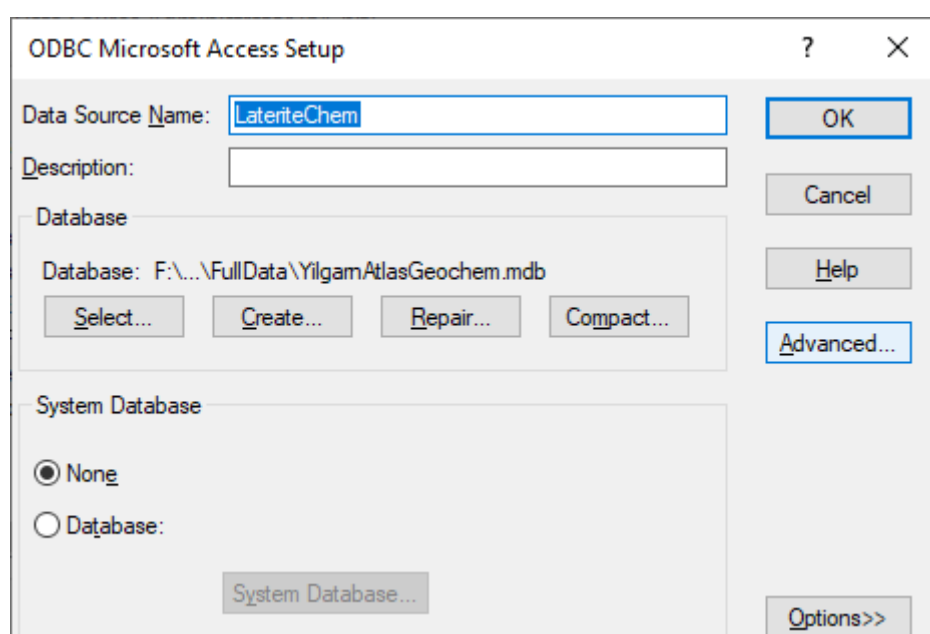 ODBC Microsoft Access Setup ? X
Data Source Name: LateriteChem
OK
Description:
Cancel
Database
Database: F:\...\FullData\YilgarnAtlasGeochem.mdb
Help
Select... Create... Repair... Compact...
Advanced...
System Database
None
Database:
System Database...
Options>>